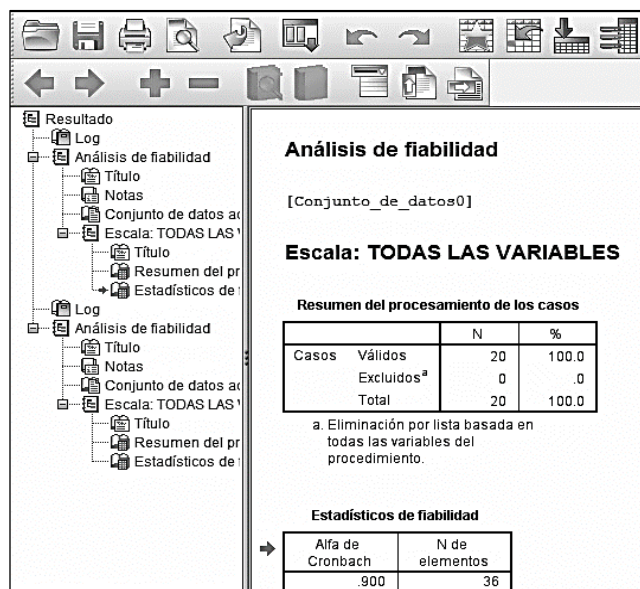 Resultado
Log
Análisis de fiabilidad
Título
Notas
Conjunto de datos
Escala: TODAS LAS
Título
Resumen del
Estadísticos de
Log
Análisis de fiabilidad
Título
Notas
Conjunto de datos
Escala: TODAS LAS
Título
Resumen del
Estadísticos de
Análisis de fiabilidad
[Conjunto_de_datos0]
Escala: TODAS LAS VARIABLES
Resumen del procesamiento de los casos
N %
Casos Válidos 20 100.0
Excluidosª 0 .0
Total 20 100.0
a. Eliminación por lista basada en
todas las variables del
procedimiento.
Estadísticos de fiabilidad
Alfa de N de
Cronbach elementos
.900 36